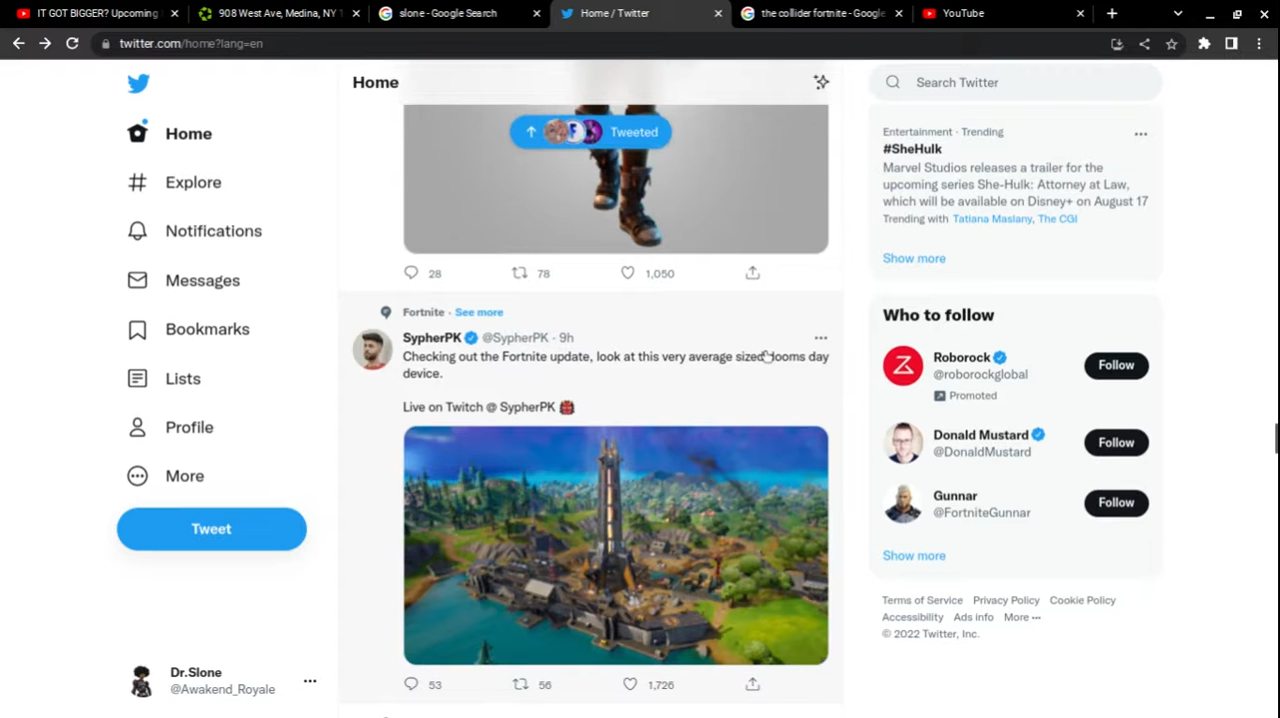 IT GOT BIGGER? Upcoming
908 West Ave, Medina, NY 1
slone - Google Search
Home / Twitter
the collider fortnite - Google
YouTube
twitter.com/home?lang=en
Home
Explore
Notifications
Messages
Bookmarks
Lists
Profile
More
Tweet
Dr.Slone
@Awakend_Royale
Home
Tweeted
28 78 1,050
Fortnite · See more
SypherPK @SypherPK · 9h
Checking out the Fortnite update, look at this very average sized dooms day
device.
Live on Twitch @ SypherPK
53 56 1,726
Search Twitter
Entertainment · Trending
#SheHulk
Marvel Studios releases a trailer for the
upcoming series She-Hulk: Attorney at Law,
which will be available on Disney+ on August 17
Trending with Tatiana Maslany, The CGI
Show more
Who to follow
Roborock
@roborockglobal
Promoted
Follow
Donald Mustard
@DonaldMustard
Follow
Gunnar
@FortniteGunnar
Follow
Show more
Terms of Service Privacy Policy Cookie Policy
Accessibility Ads info More ···
© 2022 Twitter, Inc.